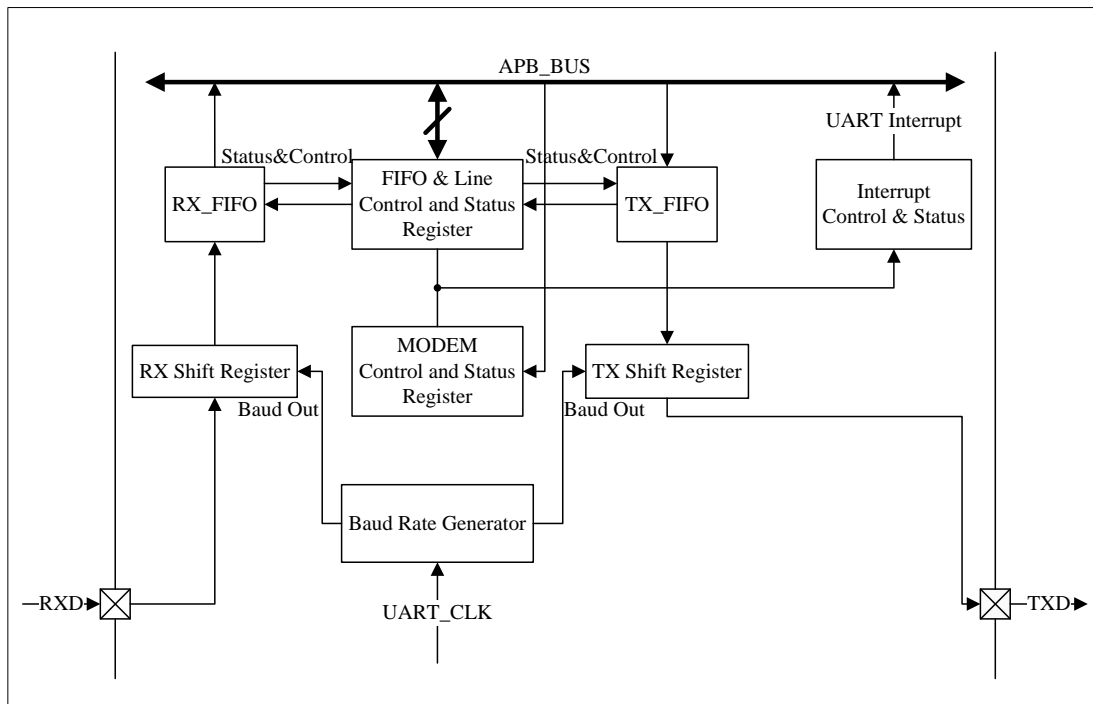 APB_BUS
UART Interrupt
Status&Control
Status&Control
RX_FIFO
FIFO & Line
Control and Status
Register
TX_FIFO
Interrupt
Control & Status
RX Shift Register
MODEM
Control and Status
Register
TX Shift Register
Baud Out
Baud Out
Baud Rate Generator
RXD
UART_CLK
TXD